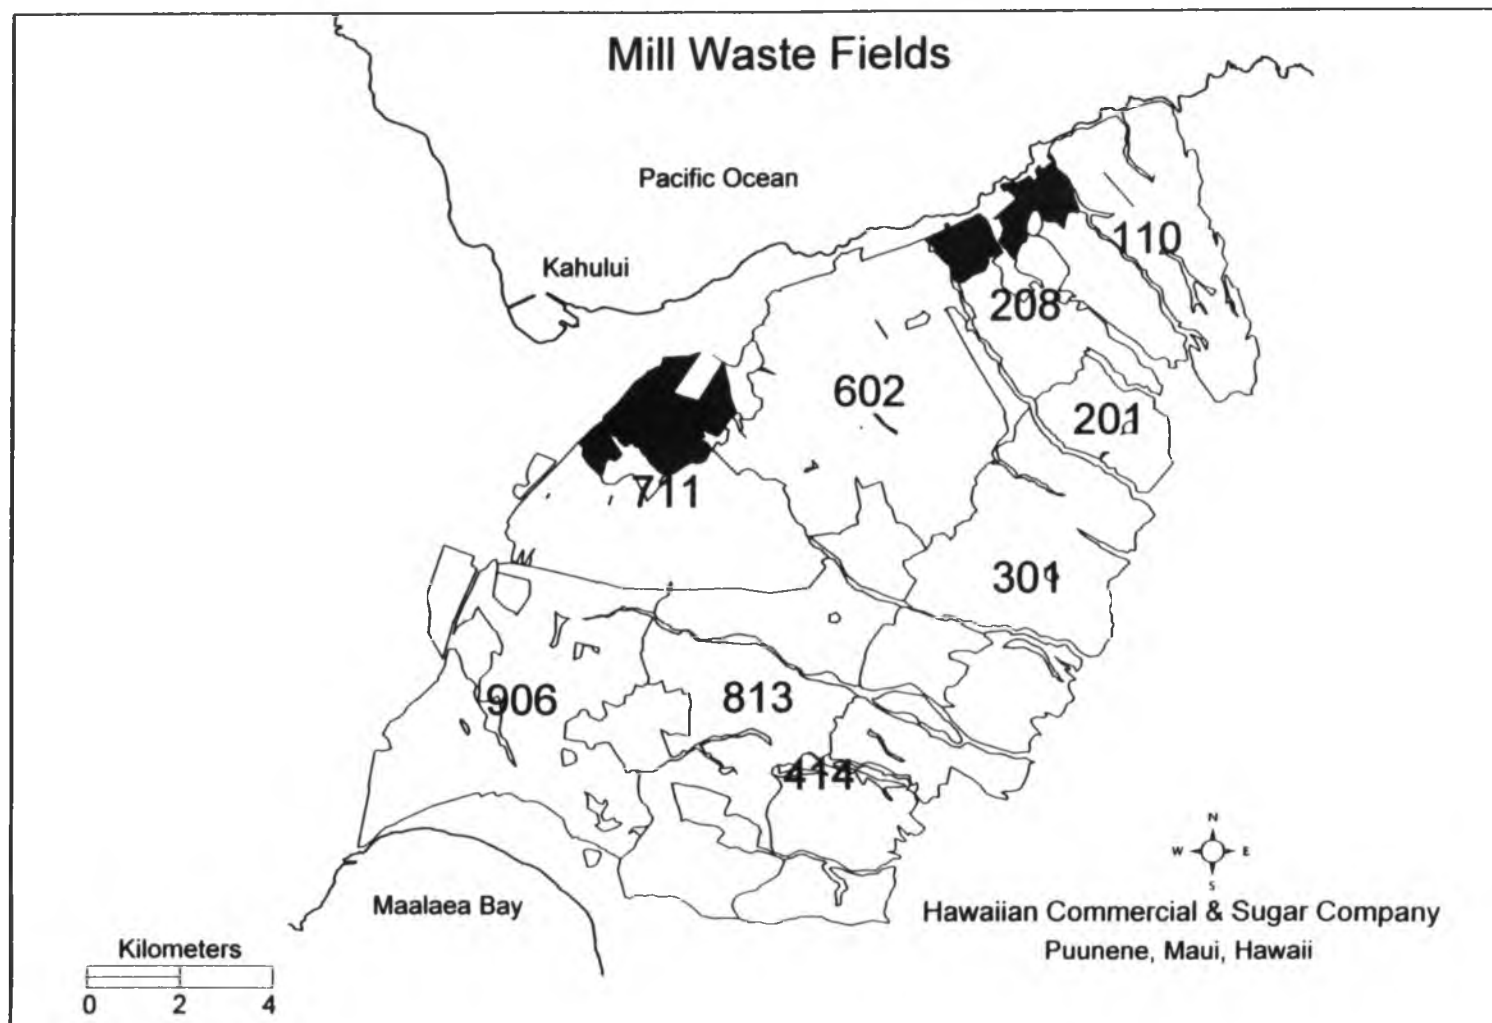 Mill Waste Fields
Pacific Ocean
Kahului
110
208
602
201
711
301
906
813
414
N
W E
S
Maalaea Bay
Hawaiian Commercial & Sugar Company
Puunene, Maui, Hawaii
Kilometers
0 2 4